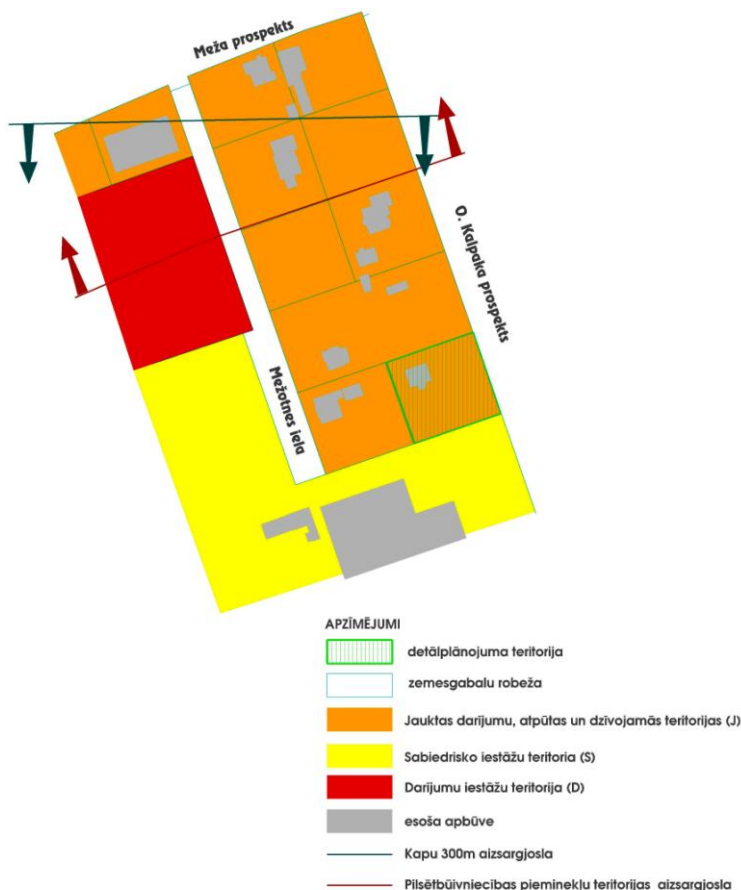 Meža prospekts
O. Kalpaka prospekts
Mežotnes iela
APZĪMĒJUMI
detālplānojuma teritorija
zemesgabalu robeža
Jauktas darījumu, atpūtas un dzīvojamās teritorijas (J)
Sabiedrisko iestāžu teritoria (S)
Darījumu iestāžu teritorija (D)
esoša apbūve
Kapu 300m aizsargjosla
Pilsētbūivniecības pieminekļu teritorijas aizsargjosla